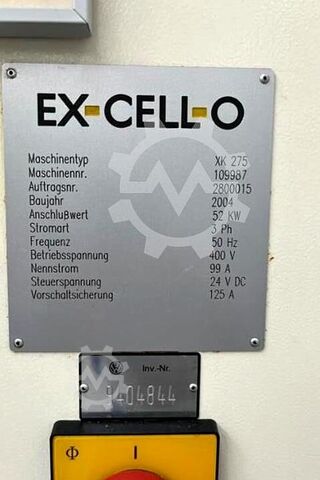 EX-CELL-O
Maschinentyp XK 275
Maschinennr. 109987
Auftragsnr. 2800015
Baujahr 2004
Anschlußwert 52 KW
Stromart 3 Ph
Frequenz 50 Hz
Betriebsspannung 400 V
Nennstrom 99 A
Steuerspannung 24 V DC
Vorschaltsicherung 125 A
Inv.-Nr.
9404844
I